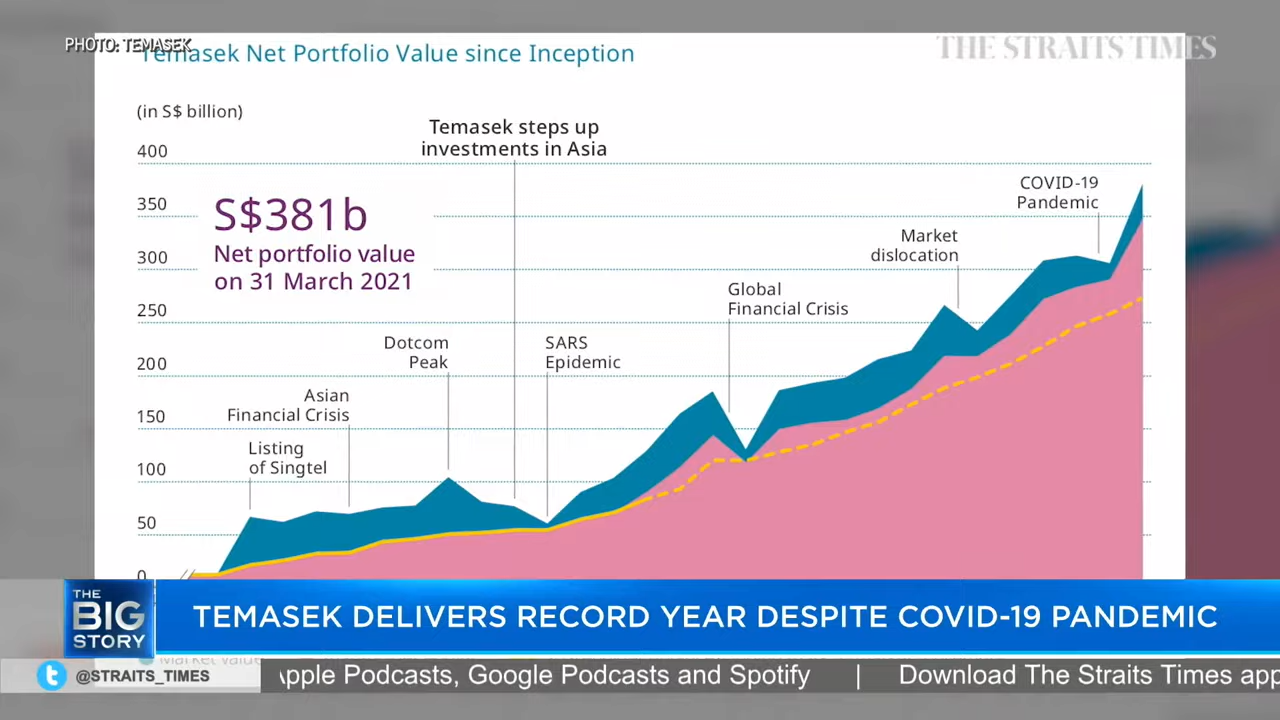 PHOTO: TEMASEK
THE STRAITS TIMES
Temasek Net Portfolio Value since Inception
(in S$ billion)
Temasek steps up
investments in Asia
400
350
300
250
200
150
100
50
0
S$381b
Net portfolio value
on 31 March 2021
COVID-19
Pandemic
Market
dislocation
Global
Financial Crisis
Dotcom
Peak
SARS
Epidemic
Asian
Financial Crisis
Listing
of Singtel
THE
BIG
STORY
TEMASEK DELIVERS RECORD YEAR DESPITE COVID-19 PANDEMIC
Market value
@STRAITS_TIMES
Apple Podcasts, Google Podcasts and Spotify | Download The Straits Times app